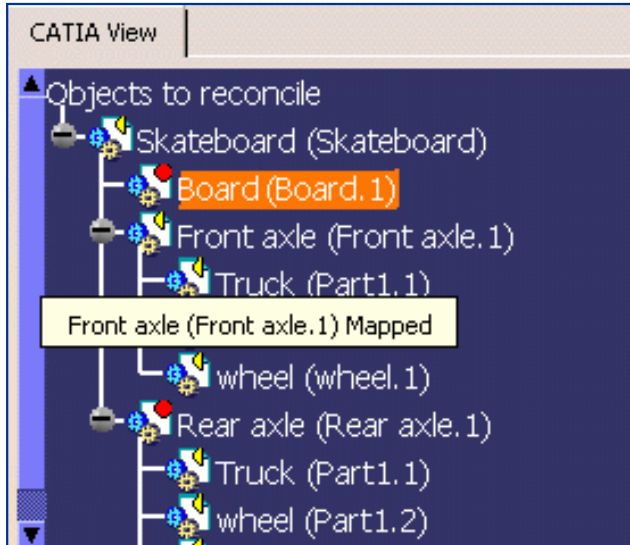 CATIA View
Objects to reconcile
Skateboard (Skateboard)
Board (Board.1)
Front axle (Front axle.1)
Truck (Part1.1)
Front axle (Front axle.1) Mapped
wheel (wheel.1)
Rear axle (Rear axle.1)
Truck (Part1.1)
wheel (Part1.2)